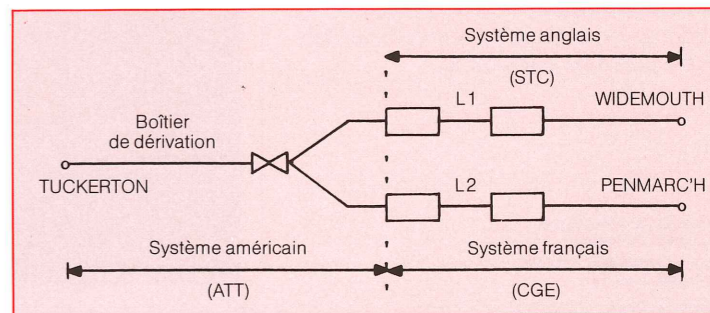 Système anglais
(STC)
L1
WIDEMOUTH
Boîtier
de dérivation
TUCKERTON
L2
PENMARC'H
Système américain
(ATT)
Système français
(CGE)